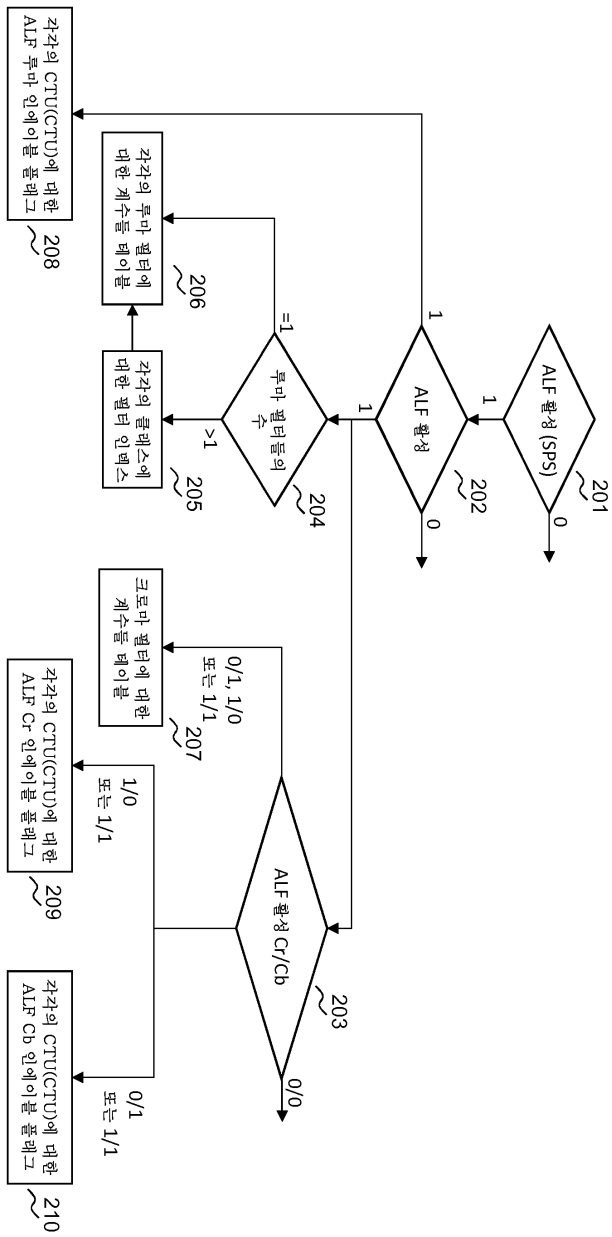 ALF 활성 (SPS)
201
0
1
ALF 활성
202
0
1
1
루마 필터들의
수
204
=1
>1
각각의 클래스에
대한 필터 인덱스
205
각각의 루마 필터에
대한 계수들 테이블
206
ALF 활성 Cr/Cb
203
0/0
0/1, 1/0
또는 1/1
크로마 필터에 대한
계수들 테이블
207
각각의 CTU(CTU)에 대한
ALF 루마 인에이블 플래그
208
1/0
또는 1/1
각각의 CTU(CTU)에 대한
ALF Cr 인에이블 플래그
209
0/1
또는 1/1
각각의 CTU(CTU)에 대한
ALF Cb 인에이블 플래그
210